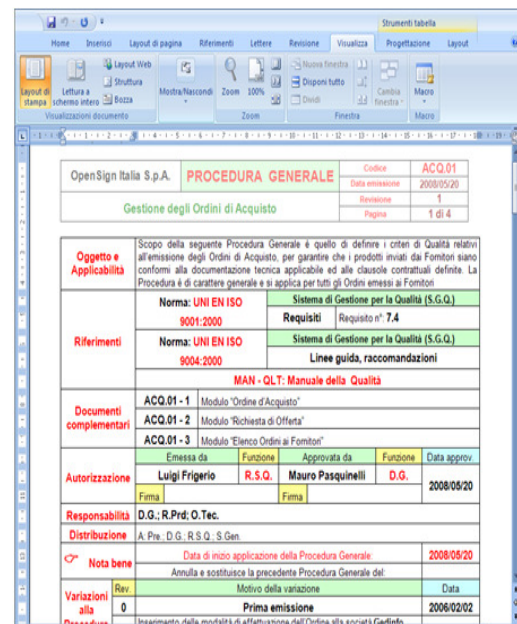 Strumenti tabella
Home Inserisci Layout di pagina Riferimenti Lettere Revisione Visualizza Progettazione Layout
Layout di stampa
Lettura a schermo intero
Layout Web
Struttura
Bozza
Mostra/Nascondi
Zoom
100%
Nuova finestra
Disponi tutto
Dividi
Cambia finestra
Macro
Visualizzazioni documento Zoom Finestra Macro
OpenSign Italia S.p.A. PROCEDURA GENERALE Codice ACQ.01
Data emissione 2008/05/20
Gestione degli Ordini di Acquisto Revisione 1
Pagina 1 di 4
Oggetto e Applicabilità
Scopo della seguente Procedura Generale è quello di definire i criteri di Qualità relativi
all'emissione degli Ordini di Acquisto, per garantire che i prodotti inviati dai Fornitori siano
conformi alla documentazione tecnica applicabile ed alle clausole contrattuali definite. La
Procedura è di carattere generale e si applica per tutti gli Ordini emessi ai Fornitori
Riferimenti
Norma: UNI EN ISO 9001:2000
Sistema di Gestione per la Qualità (S.G.Q.)
Requisiti Requisito n°: 7.4
Norma: UNI EN ISO 9004:2000
Sistema di Gestione per la Qualità (S.G.Q.)
Linee guida, raccomandazioni
MAN - QLT: Manuale della Qualità
Documenti complementari
ACQ.01 - 1 Modulo "Ordine d'Acquisto"
ACQ.01 - 2 Modulo "Richiesta di Offerta"
ACQ.01 - 3 Modulo "Elenco Ordini ai Fornitori"
Autorizzazione
Emessa da Funzione Approvata da Funzione Data approv.
Luigi Frigerio R.S.Q. Mauro Pasquinelli D.G. 2008/05/20
Firma Firma
Responsabilità D.G.; R.Prd; O.Tec.
Distribuzione A: Pre.; D.G.; R.S.Q.; S.Gen.
Nota bene
Data di inizio applicazione della Procedura Generale: 2008/05/20
Annulla e sostituisce la precedente Procedura Generale del:
Variazioni alla Procedura
Rev. Motivo della variazione Data
0 Prima emissione 2006/02/02
Inserimento delle modalità di effettuazione dell'Ordine alla società Gedinfo